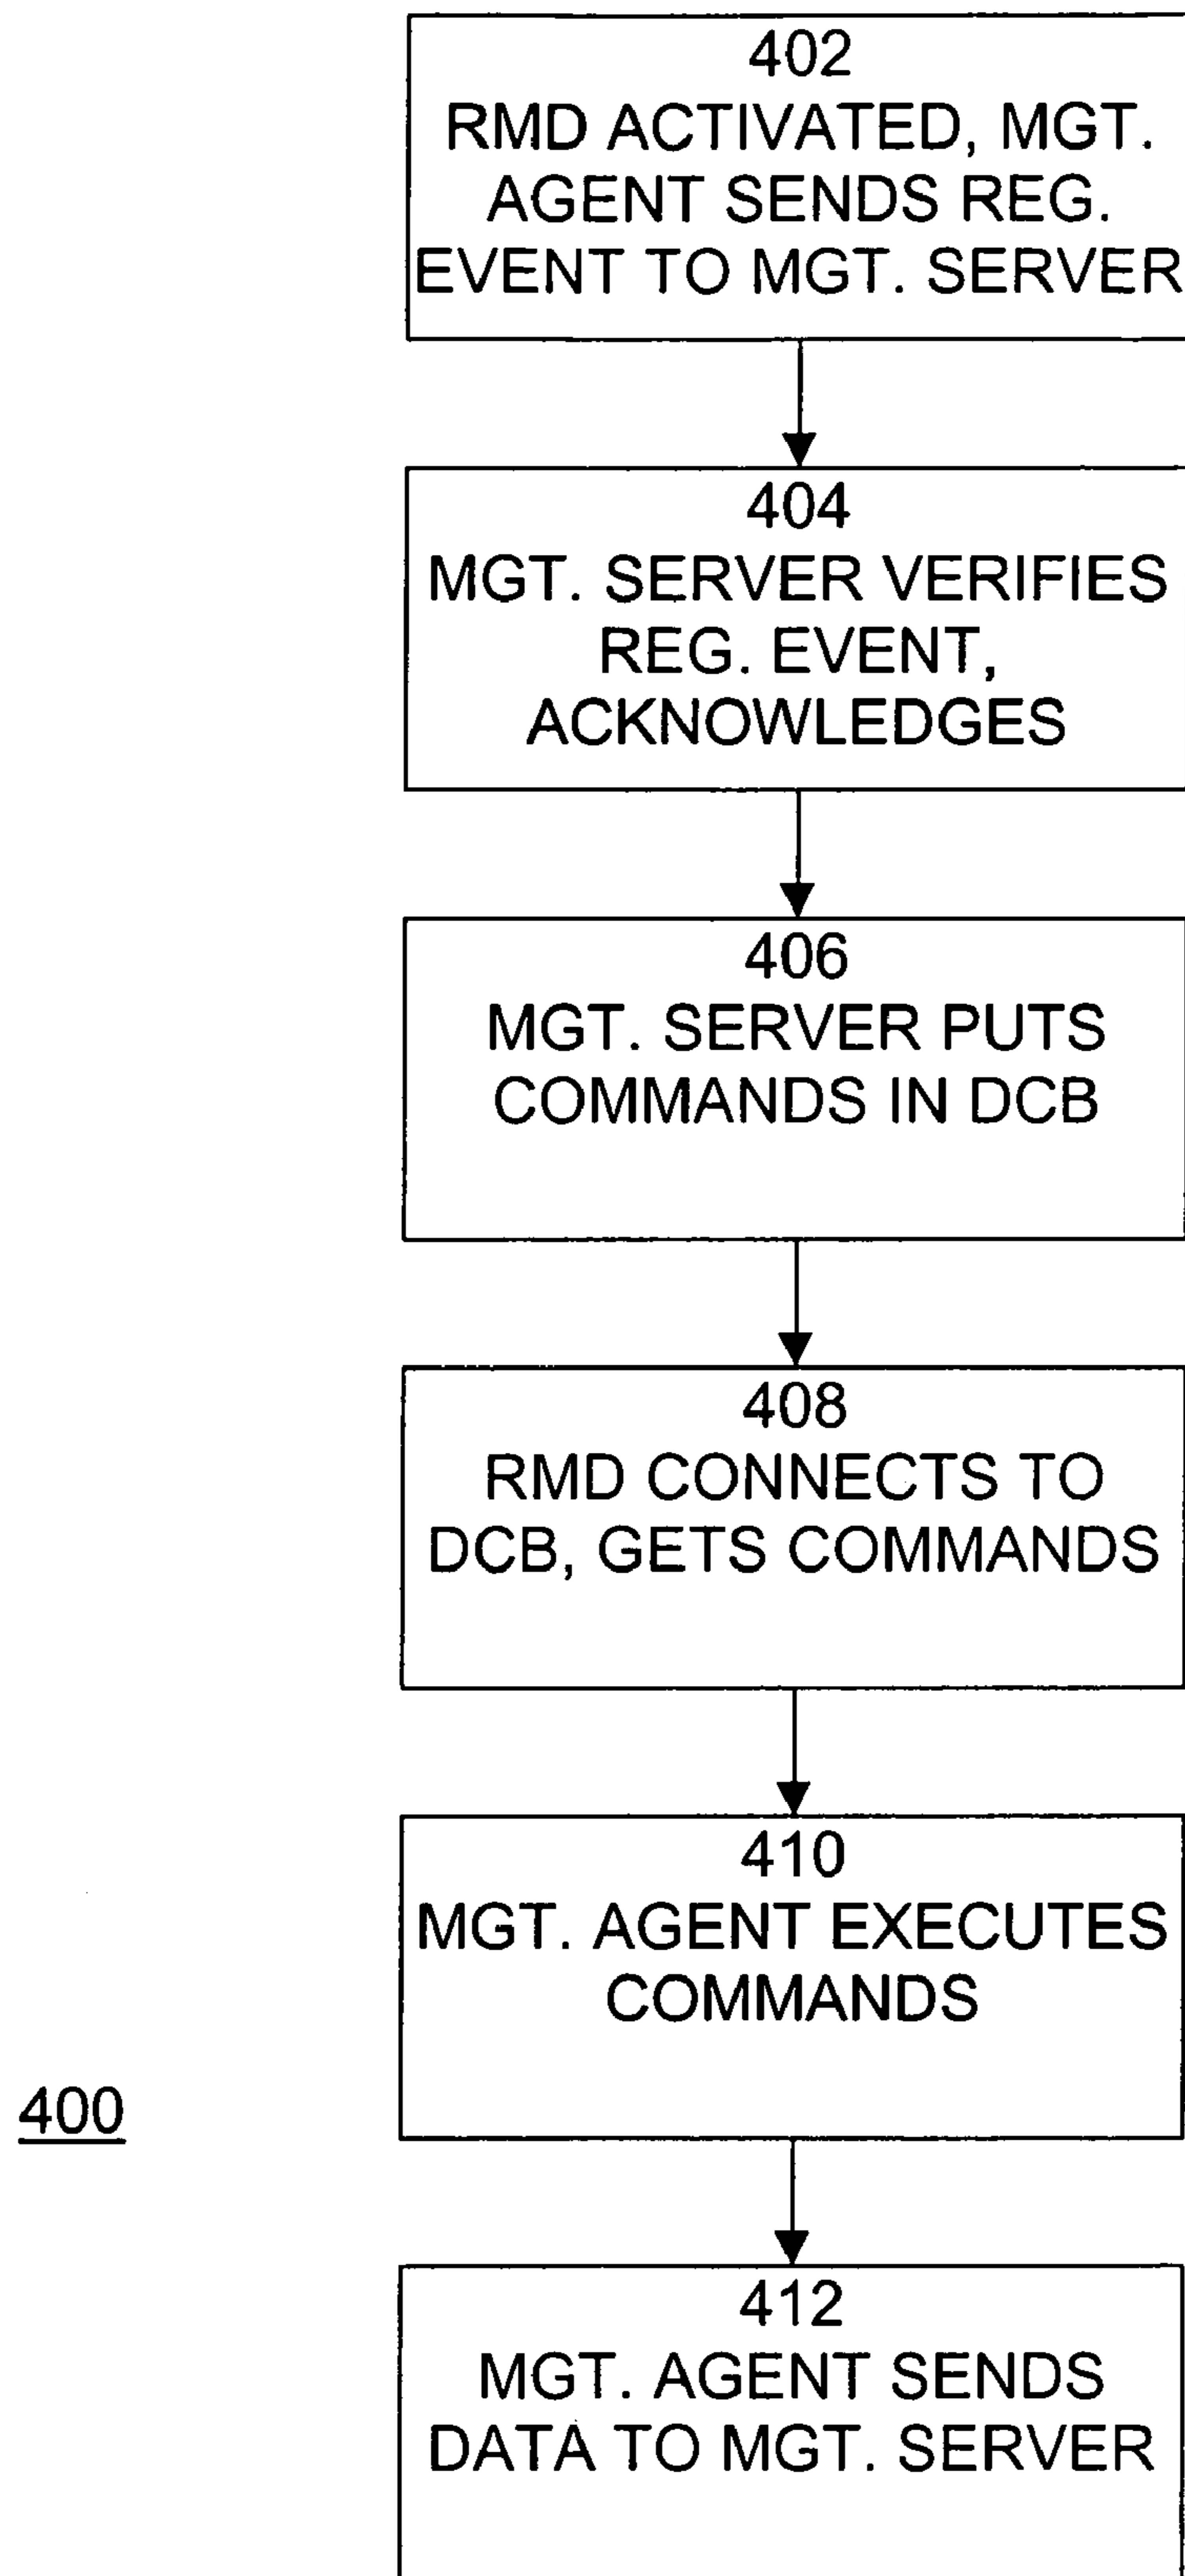 402
RMD ACTIVATED, MGT.
AGENT SENDS REG.
EVENT TO MGT. SERVER
404
MGT. SERVER VERIFIES
REG. EVENT,
ACKNOWLEDGES
406
MGT. SERVER PUTS
COMMANDS IN DCB
408
RMD CONNECTS TO
DCB, GETS COMMANDS
410
MGT. AGENT EXECUTES
COMMANDS
400
412
MGT. AGENT SENDS
DATA TO MGT. SERVER